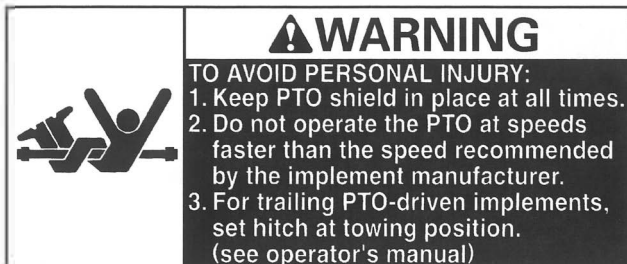 WARNING
TO AVOID PERSONAL INJURY:
1. Keep PTO shield in place at all times.
2. Do not operate the PTO at speeds
faster than the speed recommended
by the implement manufacturer.
3. For trailing PTO-driven implements,
set hitch at towing position.
(see operator's manual)